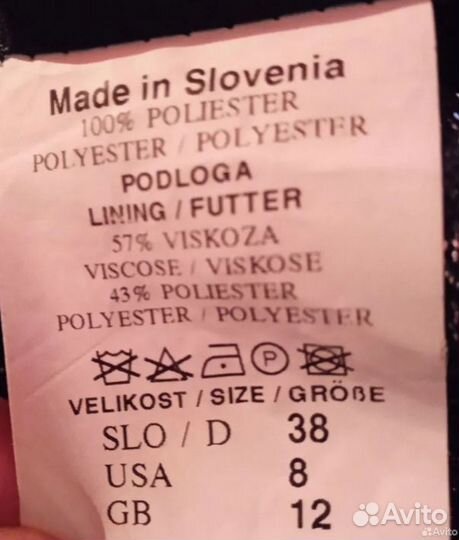 Made in Slovenia
100% POLIESTER
POLYESTER / POLYESTER
PODLOGA
LINING / FUTTER
57% VISKOZA
VISCOSE / VISKOSE
43% POLIESTER
POLYESTER / POLYESTER
P
VELIKOST / SIZE / GRÖßE
SLO / D 38
USA 8
GB 12
Avito
Avito